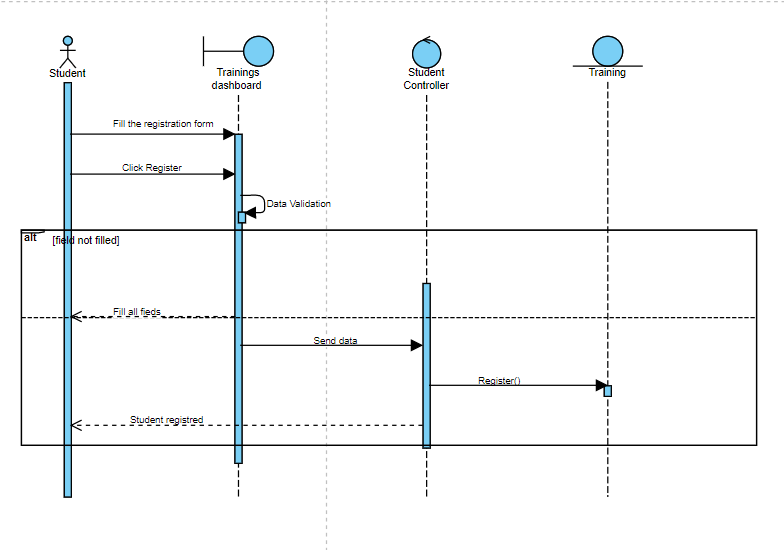 Student
Trainings
dashboard
Student
Controller
Training
Fill the registration form
Click Register
Data Validation
alt
[field not filled]
Fill all fieds
Send data
Register()
Student registred